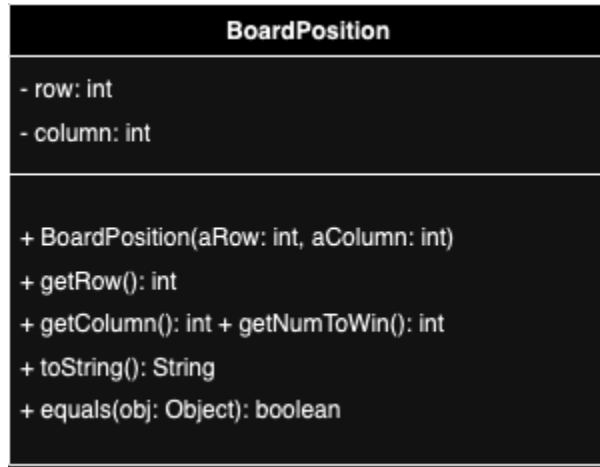 BoardPosition
- row: int
- column: int
+ BoardPosition(aRow: int, aColumn: int)
+ getRow(): int
+ getColumn(): int + getNumToWin(): int
+ toString(): String
+ equals(obj: Object): boolean